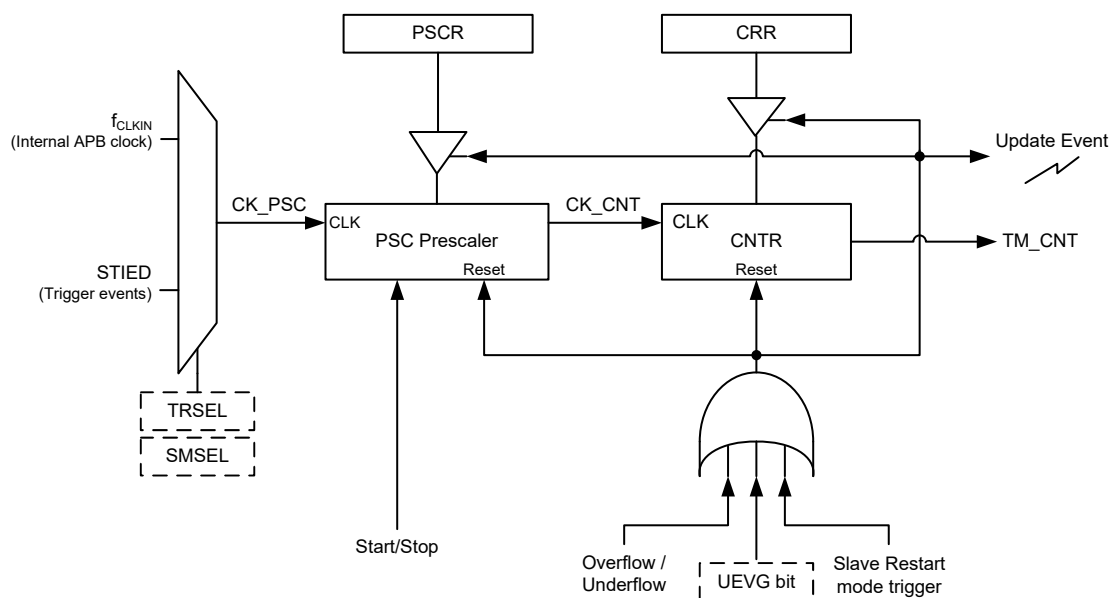 PSCR
CRR
fCLKIN
(Internal APB clock)
Update Event
CK_PSC
CK_CNT
CLK
PSC Prescaler
Reset
CLK
CNTR
Reset
TM_CNT
STIED
(Trigger events)
TRSEL
SMSEL
Start/Stop
Overflow /
Underflow
UEVG bit
Slave Restart
mode trigger